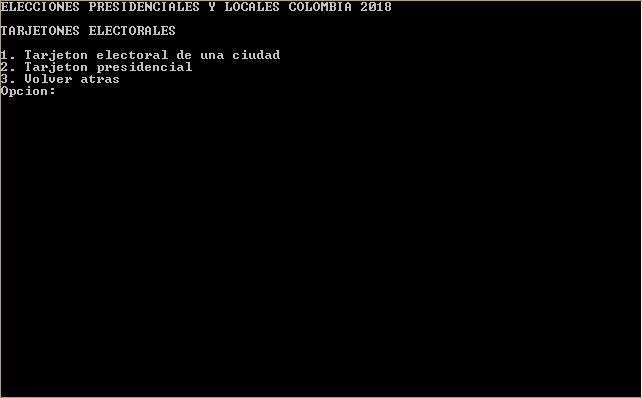 ELECCIONES PRESIDENCIALES Y LOCALES COLOMBIA 2018
TARJETONES ELECTORALES
1. Tarjeton electoral de una ciudad
2. Tarjeton presidencial
3. Volver atras
Opcion: